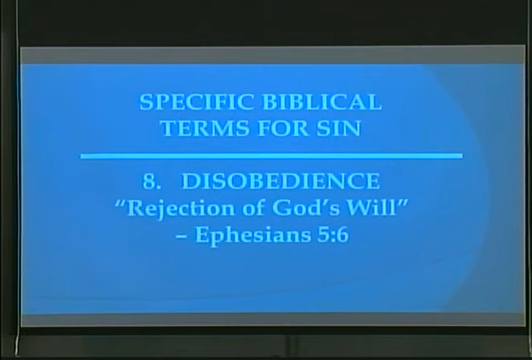 SPECIFIC BIBLICAL
TERMS FOR SIN
8. DISOBEDIENCE
“Rejection of God’s Will”
– Ephesians 5:6